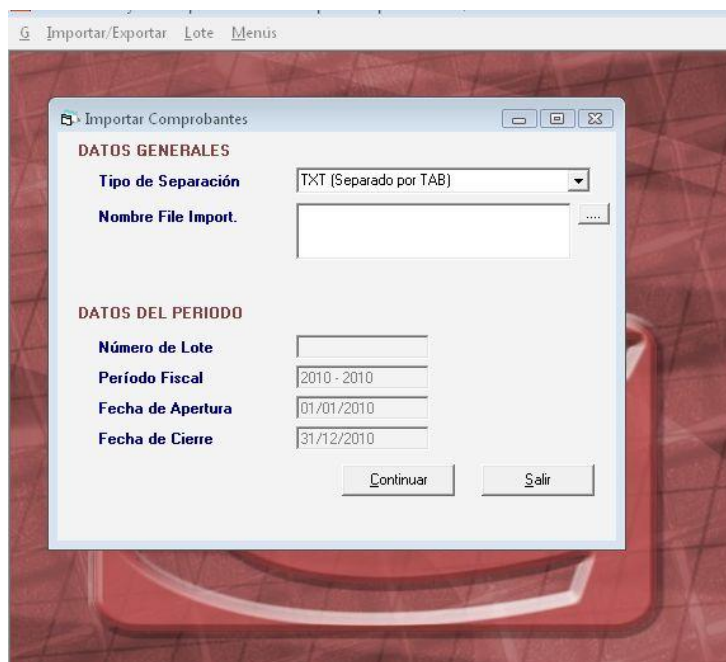 G Importar/Exportar Lote Menús
Importar Comprobantes
DATOS GENERALES
Tipo de Separación TXT (Separado por TAB)
Nombre File Import. ....
DATOS DEL PERIODO
Número de Lote
Período Fiscal 2010 - 2010
Fecha de Apertura 01/01/2010
Fecha de Cierre 31/12/2010
Continuar Salir